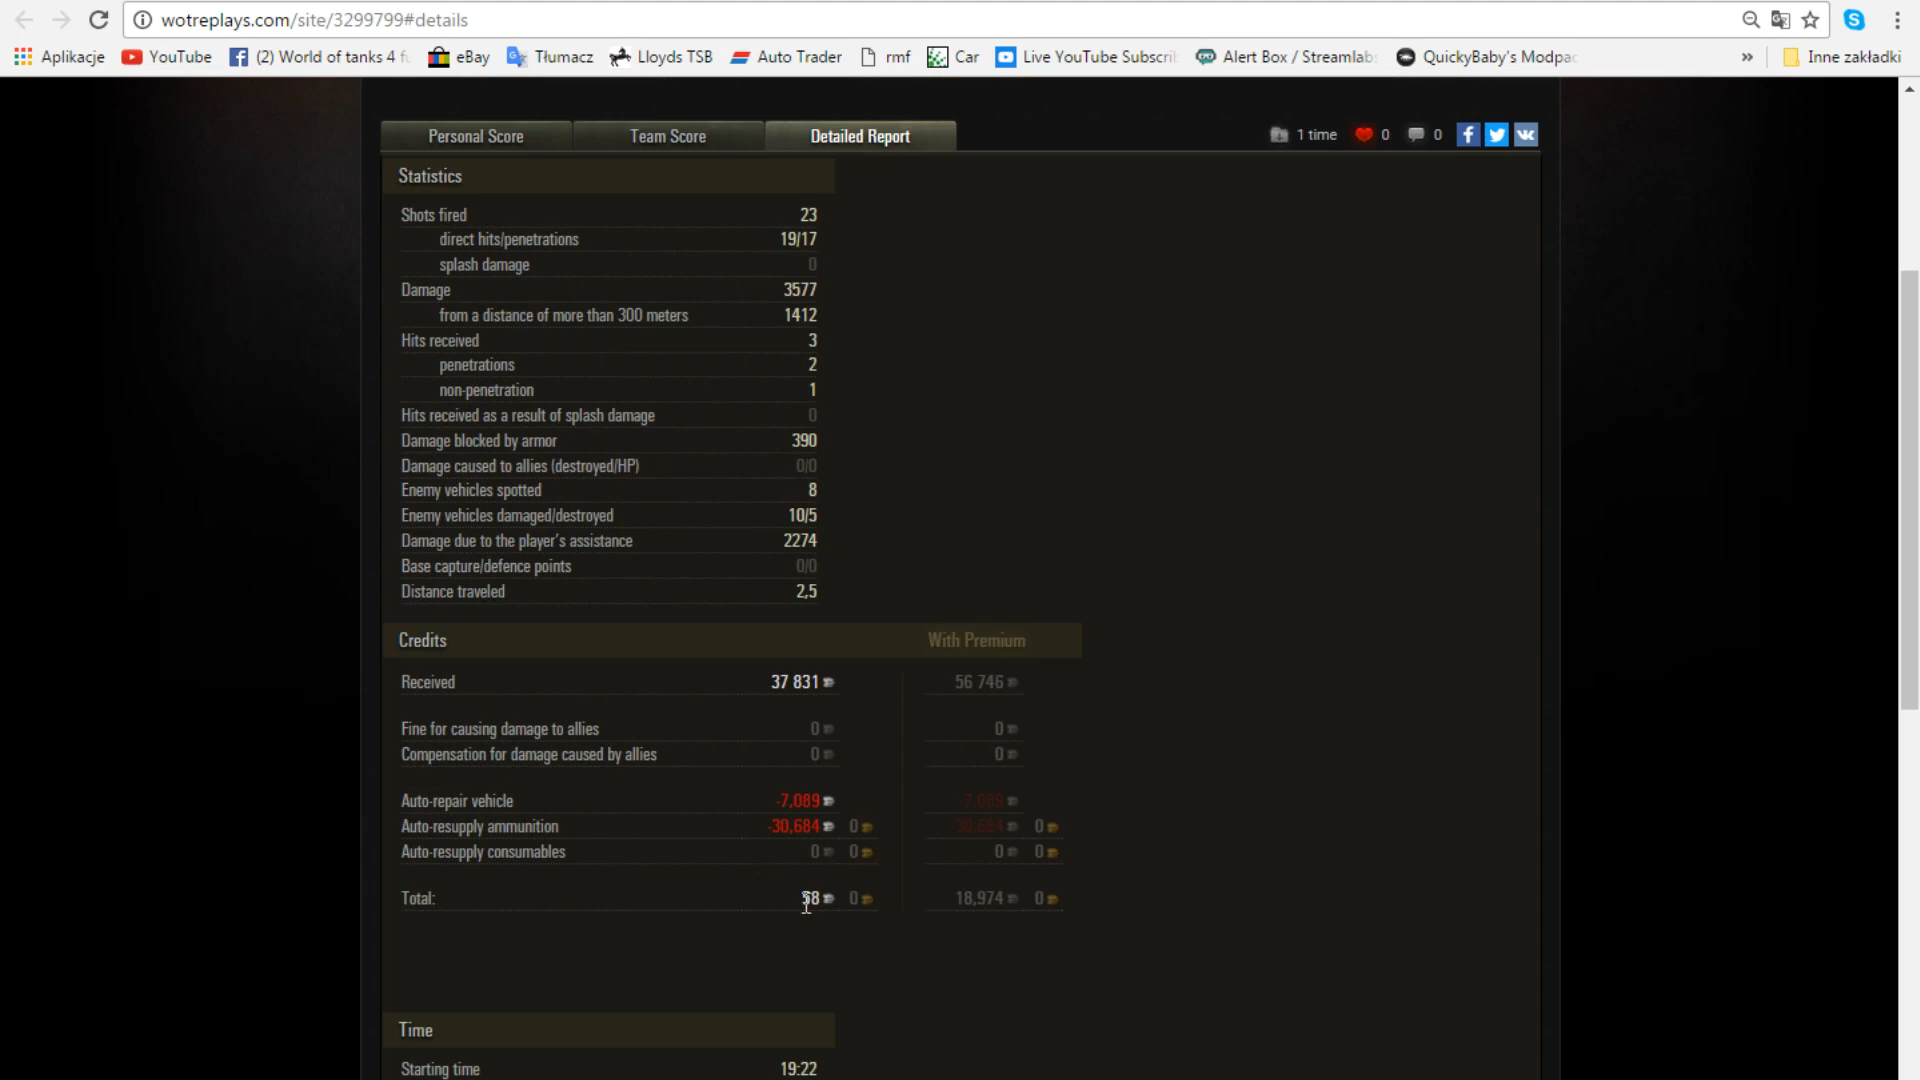 wotreplays.com/site/3299799#details
Aplikacje YouTube (2) World of tanks 4 fu eBay Tłumacz Lloyds TSB Auto Trader rmf Car Live YouTube Subscri Alert Box / Streamlabs QuickyBaby's Modpac » Inne zakładki
Personal Score Team Score Detailed Report 1 time 0 0
Statistics
Shots fired 23
direct hits/penetrations 19/17
splash damage 0
Damage 3577
from a distance of more than 300 meters 1412
Hits received 3
penetrations 2
non-penetration 1
Hits received as a result of splash damage 0
Damage blocked by armor 390
Damage caused to allies (destroyed/HP) 0/0
Enemy vehicles spotted 8
Enemy vehicles damaged/destroyed 10/5
Damage due to the player's assistance 2274
Base capture/defence points 0/0
Distance traveled 2,5
Credits With Premium
Received 37 831 56 746
Fine for causing damage to allies 0 0
Compensation for damage caused by allies 0 0
Auto-repair vehicle -7,089 -7,089
Auto-resupply ammunition -30,684 0 -30,684 0
Auto-resupply consumables 0 0 0 0
Total: 58 0 18,974 0
Time
Starting time 19:22